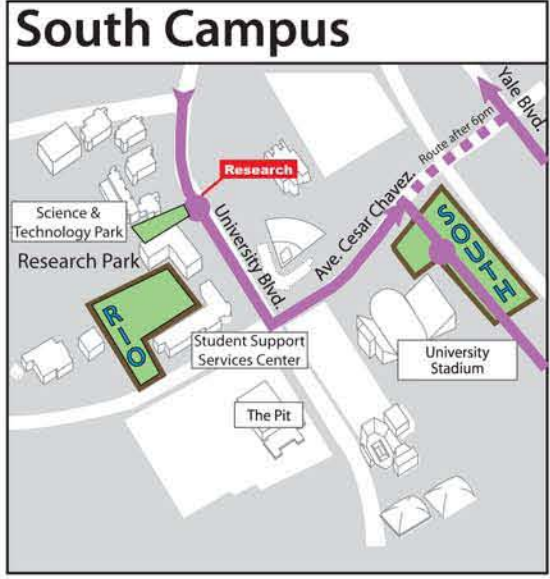 South Campus
Yale Blvd.
Route after 6pm
Research
Ave. Cesar Chavez.
University Blvd.
Science &
Technology Park
Research Park
SOUTH
RIO
Student Support
Services Center
University
Stadium
The Pit